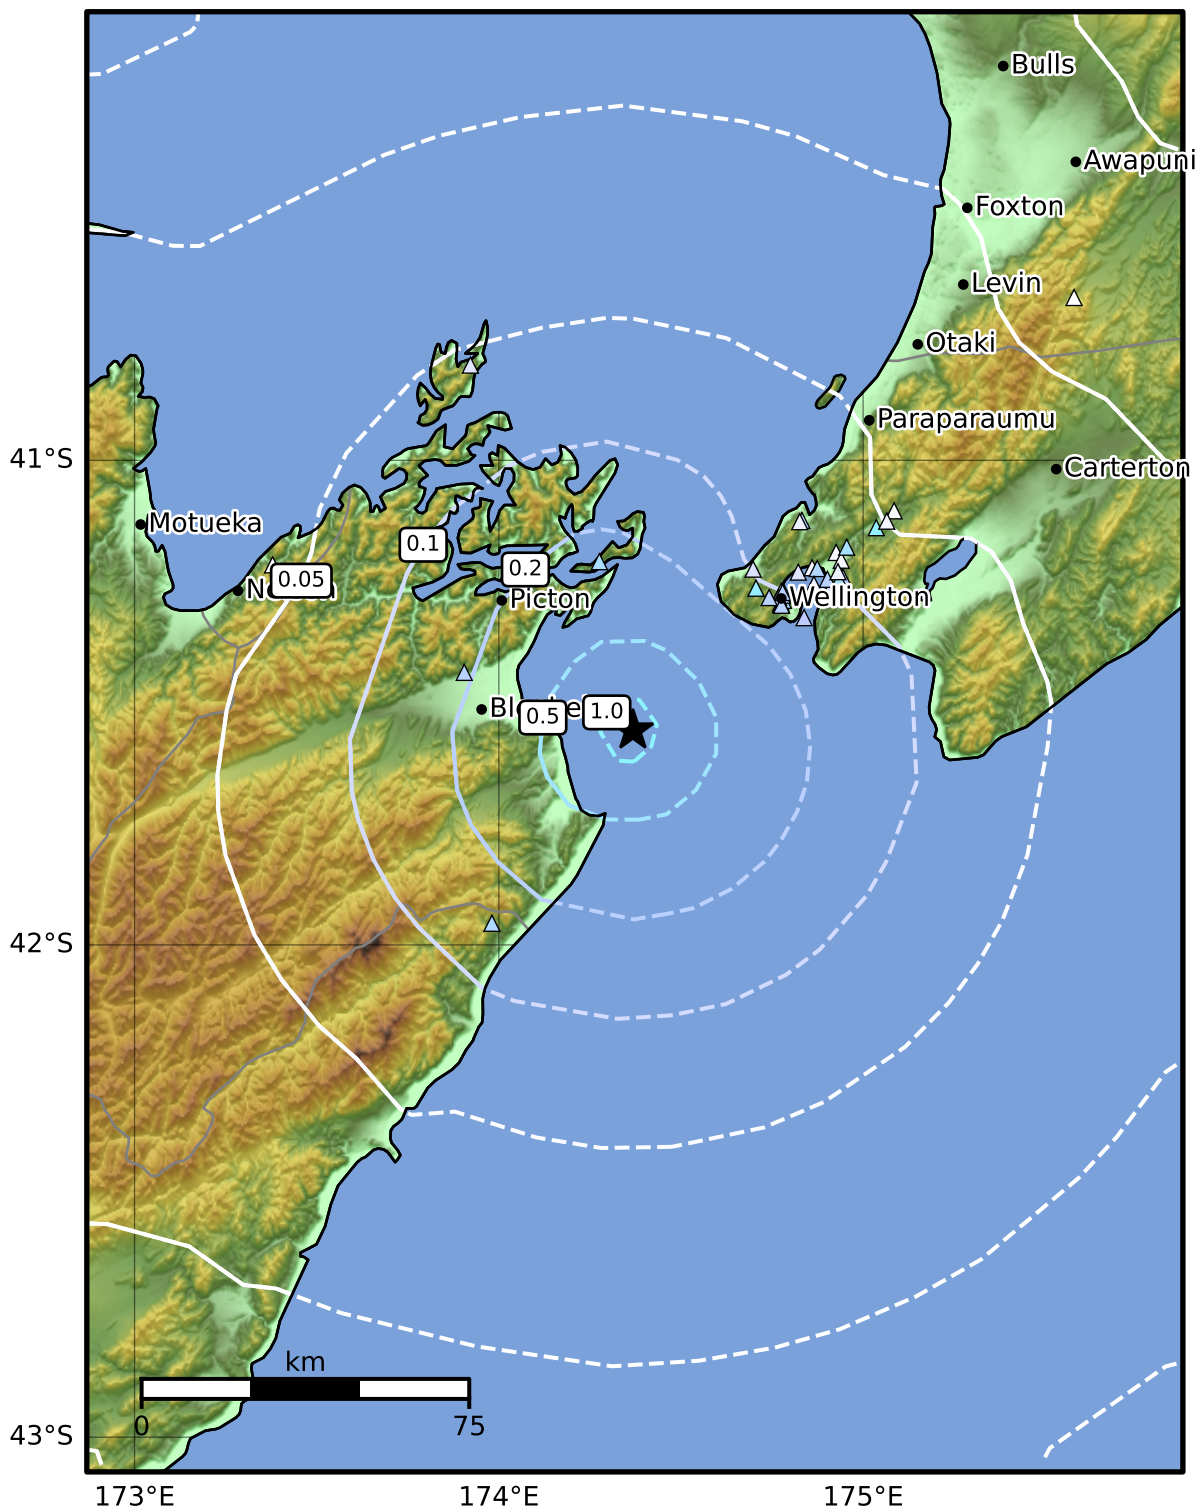 Bulls
Awapuni
Foxton
Levin
Otaki
Paraparaumu
41°S
Carterton
Motueka
0.1
0.2
0.05
Picton
Wellington
0.5
1.0
42°S
km
0
75
43°S
173°E
174°E
175°E